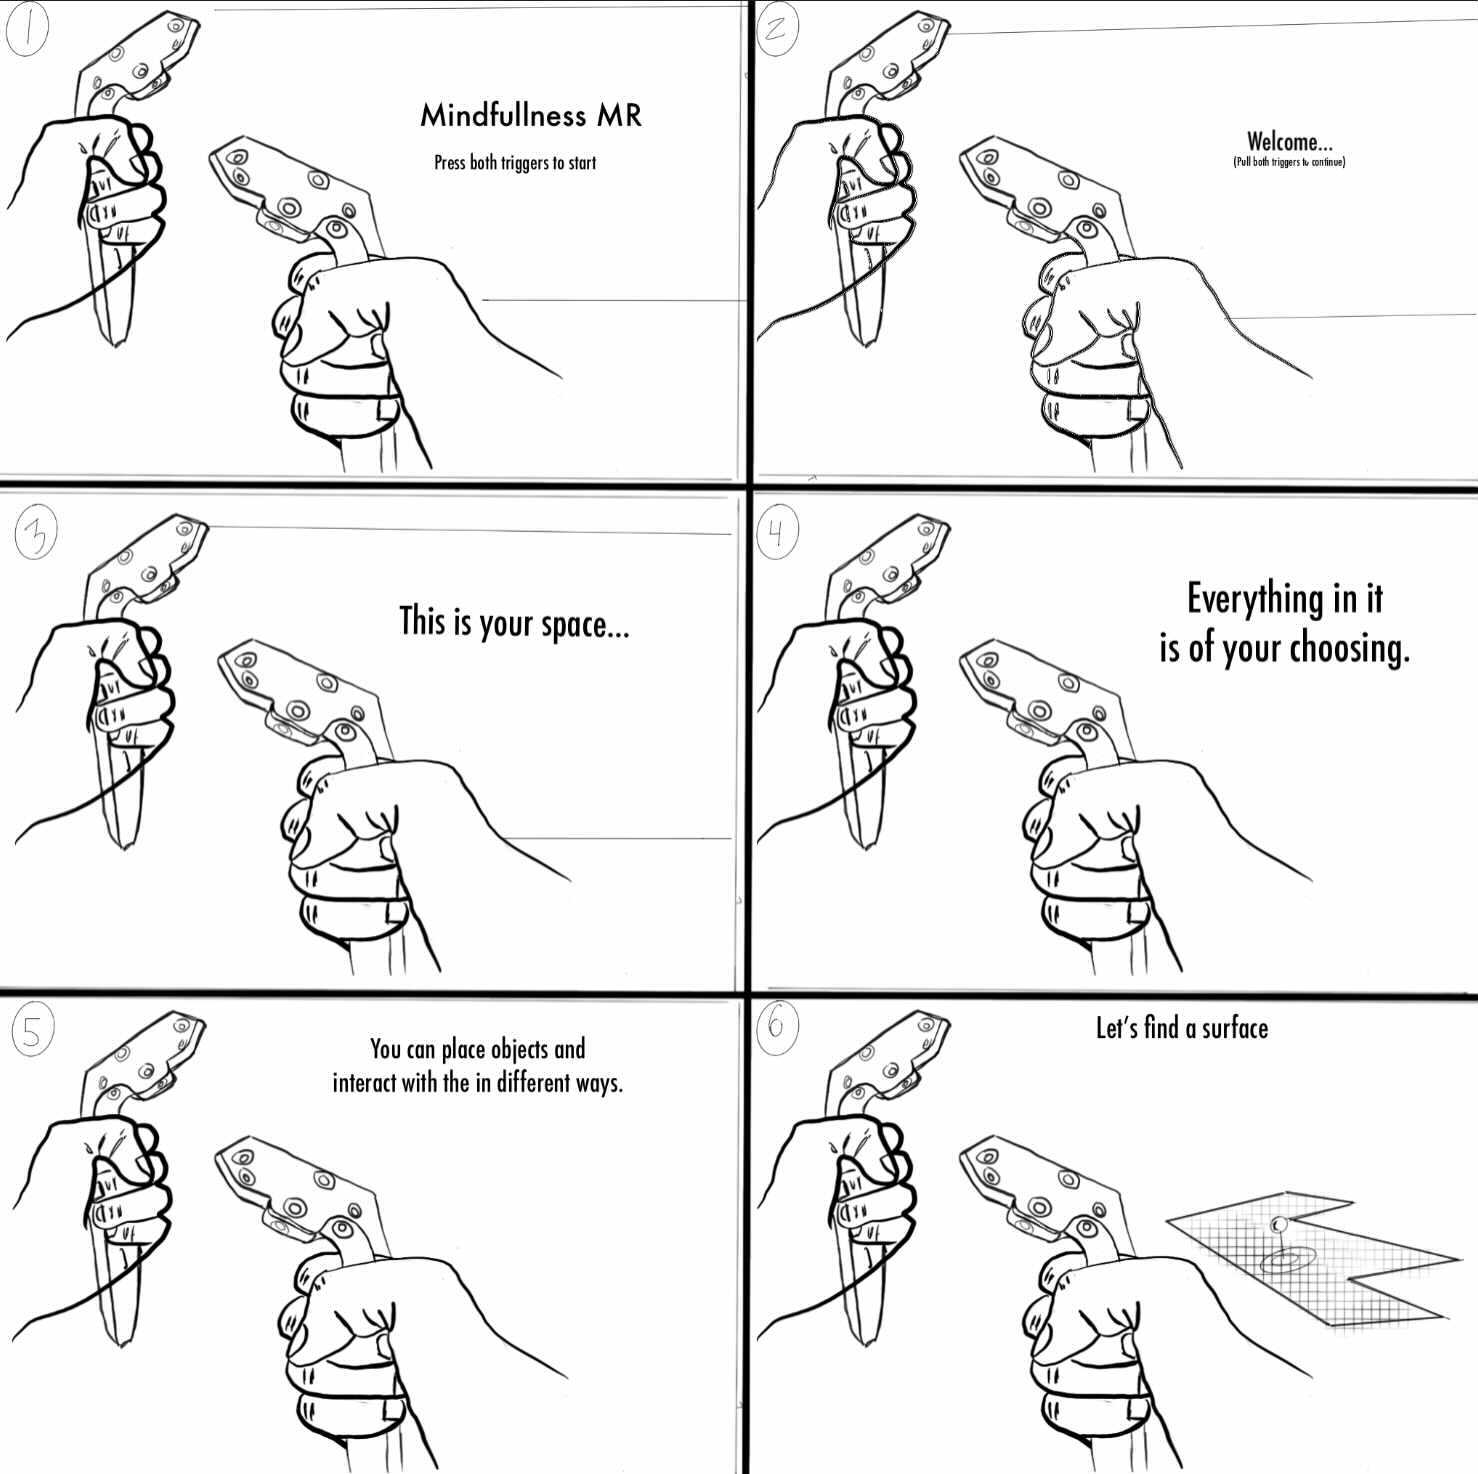 1
Mindfullness MR
Press both triggers to start
2
Welcome...
(Pull both triggers to continue)
3
This is your space...
4
Everything in it
is of your choosing.
5
You can place objects and
interact with the in different ways.
6
Let's find a surface